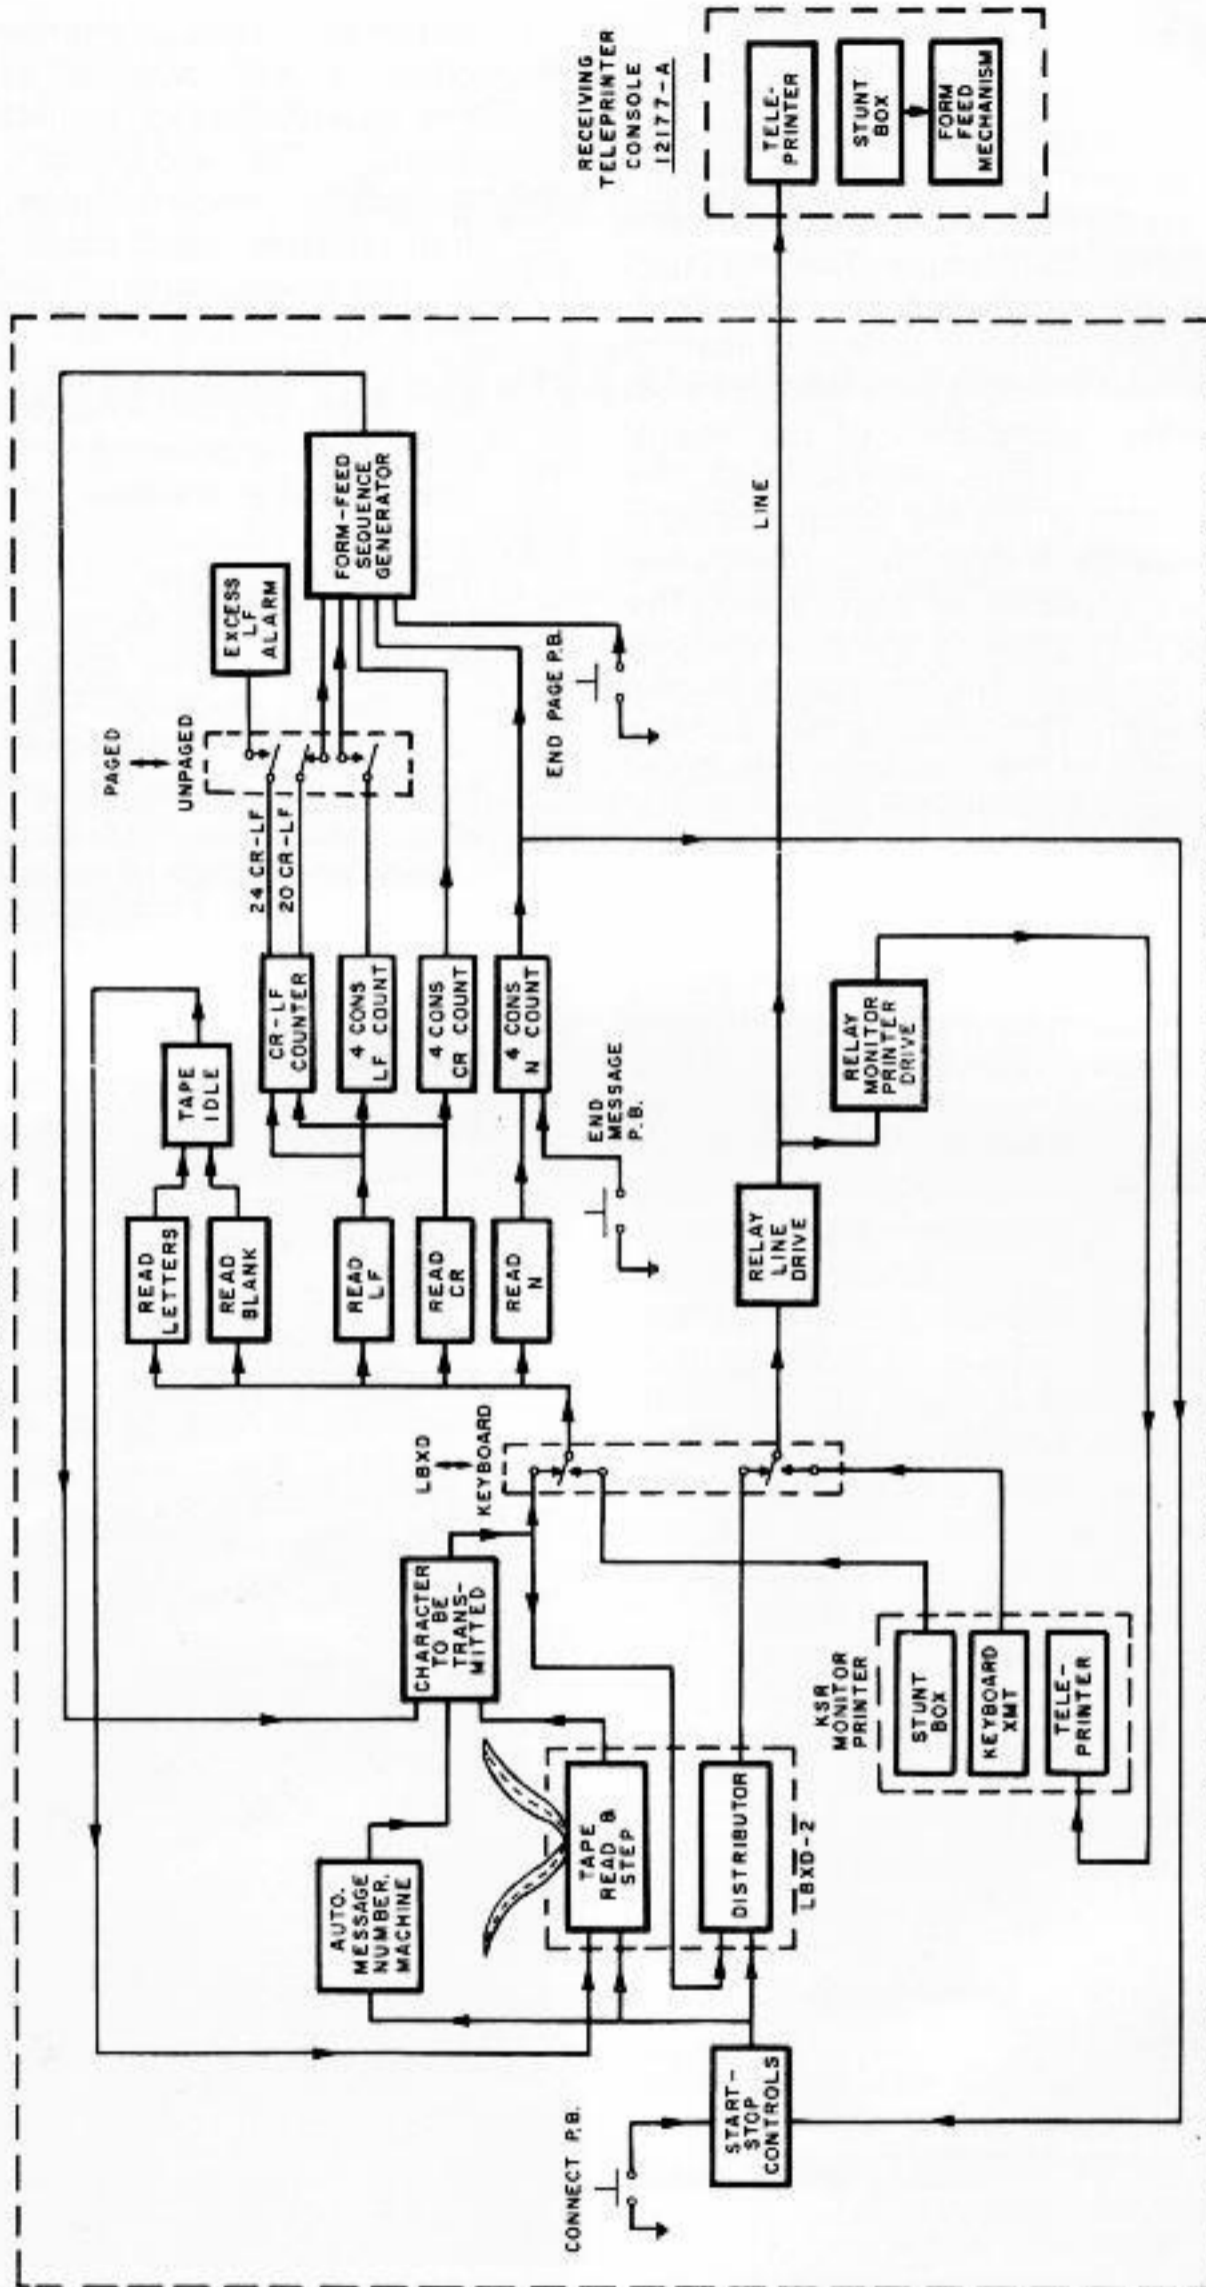 RECEIVING
TELEPRINTER
CONSOLE
12177-A
TELE-
PRINTER
STUNT
BOX
FORM
FEED
MECHANISM
PAGED
UNPAGED
EXCESS
LF
ALARM
FORM-FEED
SEQUENCE
GENERATOR
24 CR-LF
20 CR-LF
END PAGE P.B.
LINE
TAPE
IDLE
CR-LF
COUNTER
4 CONS
LF COUNT
4 CONS
CR COUNT
4 CONS
N COUNT
END
MESSAGE
P.B.
RELAY
MONITOR
PRINTER
DRIVE
READ
LETTERS
READ
BLANK
READ
LF
READ
CR
READ
N
RELAY
LINE
DRIVE
LBXD
KEYBOARD
CHARACTER
TO BE
TRANS-
MITTED
KSR
MONITOR
PRINTER
STUNT
BOX
KEYBOARD
XMT
TELE-
PRINTER
AUTO.
MESSAGE
NUMBER.
MACHINE
TAPE
READ &
STEP
DISTRIBUTOR
LBXD-2
CONNECT P.B.
START-
STOP
CONTROLS